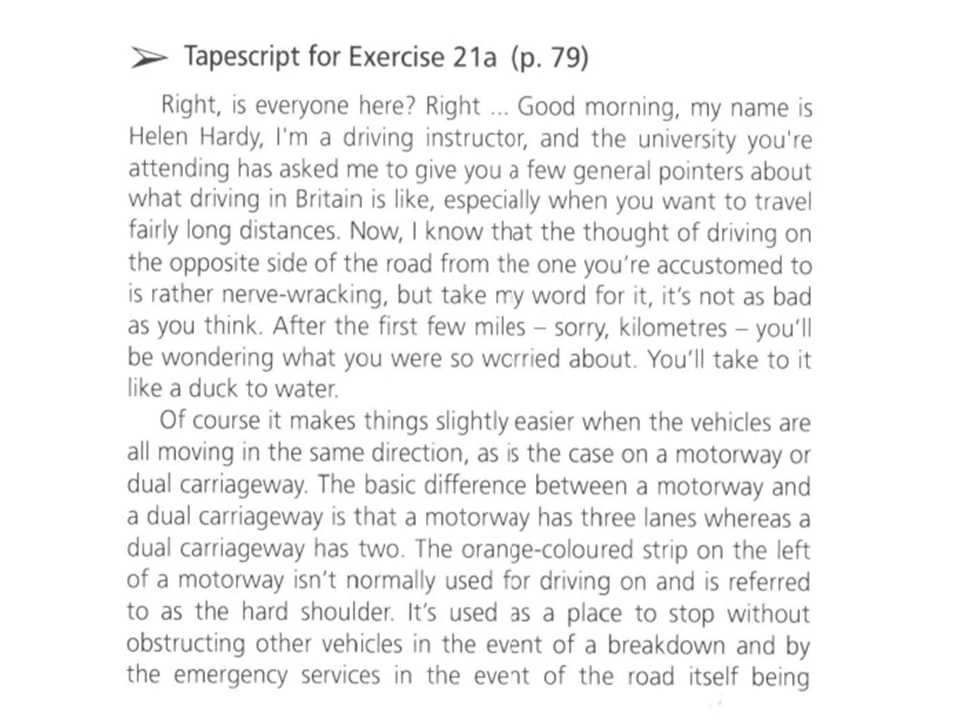 ➢ Tapescript for Exercise 21a (p. 79)
Right, is everyone here? Right ... Good morning, my name is
Helen Hardy, I'm a driving instructor, and the university you're
attending has asked me to give you a few general pointers about
what driving in Britain is like, especially when you want to travel
fairly long distances. Now, I know that the thought of driving on
the opposite side of the road from the one you're accustomed to
is rather nerve-wracking, but take my word for it, it's not as bad
as you think. After the first few miles – sorry, kilometres – you'll
be wondering what you were so worried about. You'll take to it
like a duck to water.
Of course it makes things slightly easier when the vehicles are
all moving in the same direction, as is the case on a motorway or
dual carriageway. The basic difference between a motorway and
a dual carriageway is that a motorway has three lanes whereas a
dual carriageway has two. The orange-coloured strip on the left
of a motorway isn't normally used for driving on and is referred
to as the hard shoulder. It's used as a place to stop without
obstructing other vehicles in the event of a breakdown and by
the emergency services in the event of the road itself being